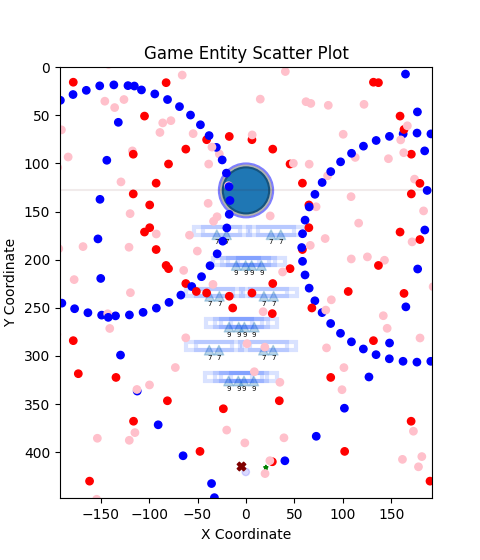 Game Entity Scatter Plot
0
50
100
150
200
250
300
350
400
Y Coordinate
7 7 7 7
9 9 9 9
7 7 7 7
9 9 9 9
7 7 7 7
9 9 9 9
−150 −100 −50 0 50 100 150
X Coordinate